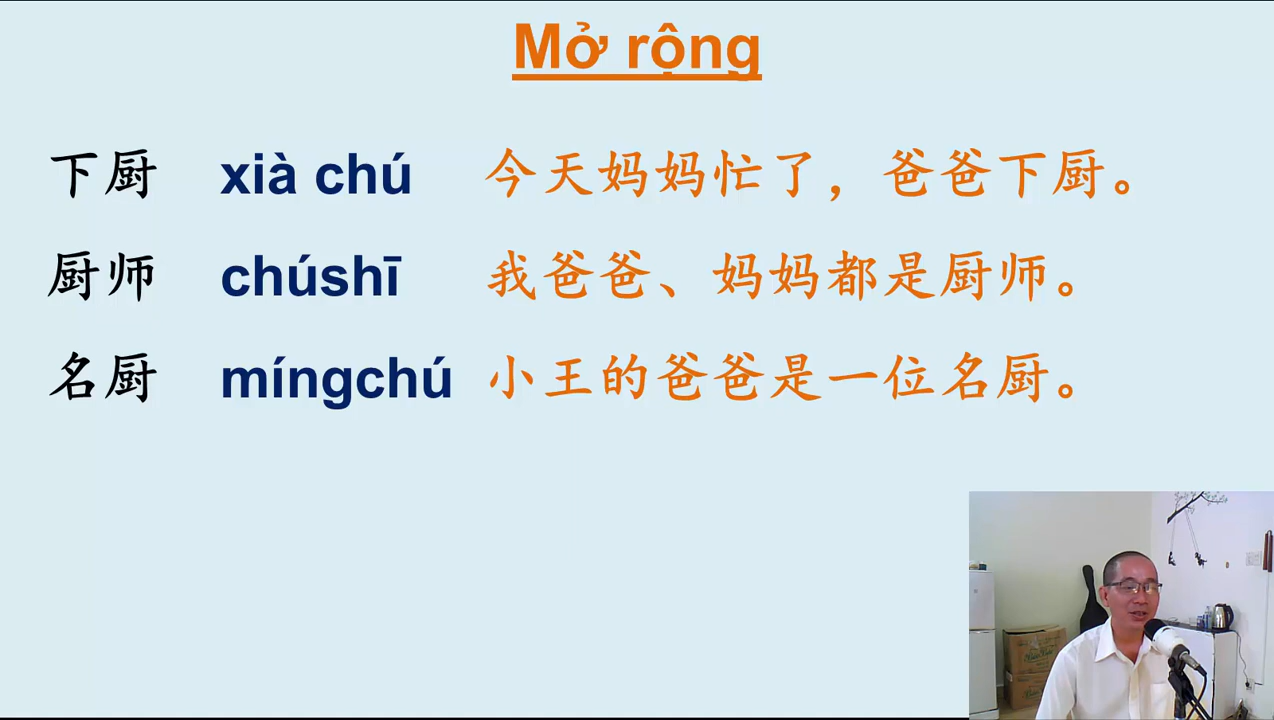 Mở rộng
下厨 xià chú 今天妈妈忙了，爸爸下厨。
厨师 chúshī 我爸爸、妈妈都是厨师。
名厨 míngchú 小王的爸爸是一位名厨。